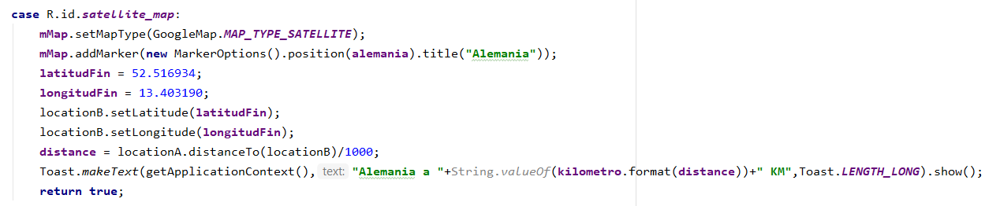 case R.id.satellite_map:
mMap.setMapType(GoogleMap.MAP_TYPE_SATELLITE);
mMap.addMarker(new MarkerOptions().position(alemania).title("Alemania"));
latitudFin = 52.516934;
longitudFin = 13.403190;
locationB.setLatitude(latitudFin);
locationB.setLongitude(longitudFin);
distance = locationA.distanceTo(locationB)/1000;
Toast.makeText(getApplicationContext(), text: "Alemania a "+String.valueOf(kilometro.format(distance))+" KM",Toast.LENGTH_LONG).show();
return true;